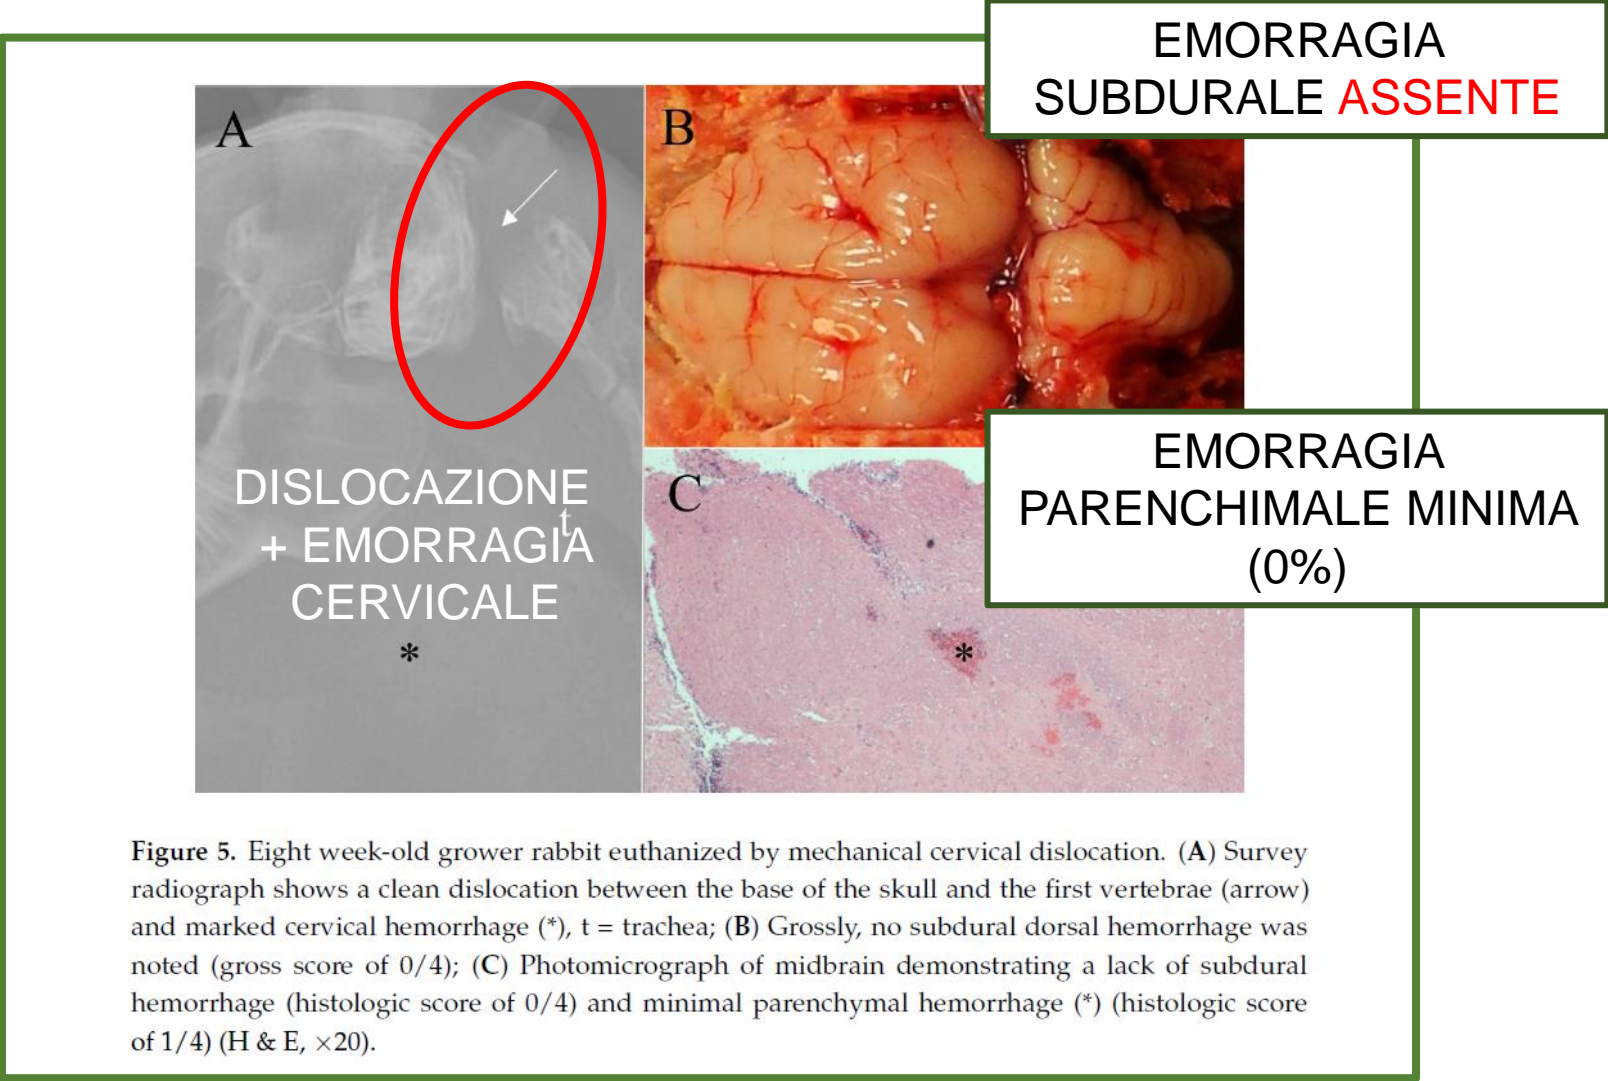 EMORRAGIA
SUBDURALE ASSENTE
A
B
DISLOCAZIONE
+ EMORRAGIA
CERVICALE
t
*
EMORRAGIA
PARENCHIMALE MINIMA
(0%)
C
*
Figure 5. Eight week-old grower rabbit euthanized by mechanical cervical dislocation. (A) Survey
radiograph shows a clean dislocation between the base of the skull and the first vertebrae (arrow)
and marked cervical hemorrhage (*), t = trachea; (B) Grossly, no subdural dorsal hemorrhage was
noted (gross score of 0/4); (C) Photomicrograph of midbrain demonstrating a lack of subdural
hemorrhage (histologic score of 0/4) and minimal parenchymal hemorrhage (*) (histologic score
of 1/4) (H & E, ×20).